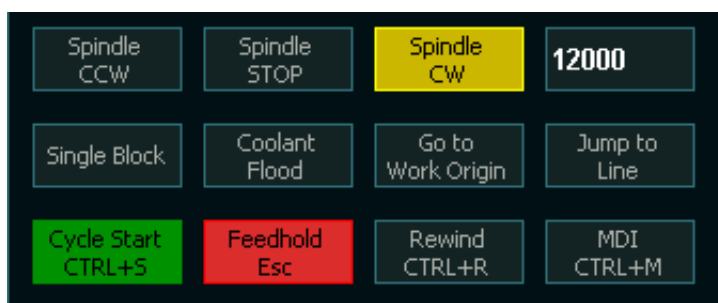 Spindle
CCW
Spindle
STOP
Spindle
CW
12000
Single Block
Coolant
Flood
Go to
Work Origin
Jump to
Line
Cycle Start
CTRL+S
Feedhold
Esc
Rewind
CTRL+R
MDI
CTRL+M